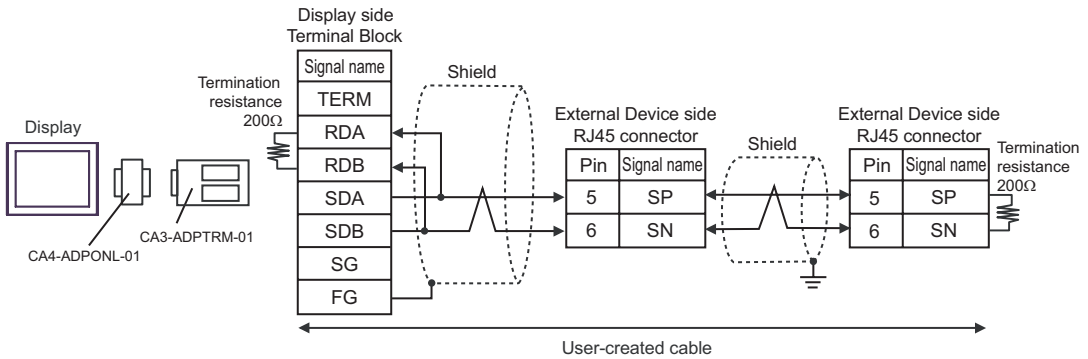 Display side
Terminal Block
Signal name
TERM
RDA
RDB
SDA
SDB
SG
FG
Termination
resistance
200Ω
Display
CA4-ADPONL-01
CA3-ADPTRM-01
Shield
External Device side
RJ45 connector
Pin Signal name
5 SP
6 SN
Shield
External Device side
RJ45 connector
Pin Signal name
5 SP
6 SN
Termination
resistance
200Ω
User-created cable